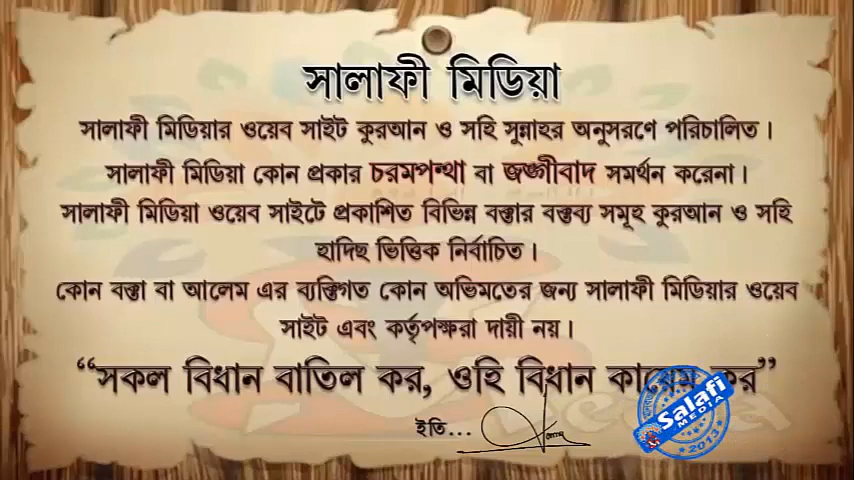 সালাফী মিডিয়া
সালাফী মিডিয়ার ওয়েব সাইট কুরআন ও সহি সুন্নাহর অনুসরণে পরিচালিত।
সালাফী মিডিয়া কোন প্রকার চরমপন্থা বা জঙ্গীবাদ সমর্থন করেনা।
সালাফী মিডিয়া ওয়েব সাইটে প্রকাশিত বিভিন্ন বক্তার বক্তব্য সমূহ কুরআন ও সহি
হাদিছ ভিত্তিক নির্বাচিত।
কোন বক্তা বা আলেম এর ব্যক্তিগত কোন অভিমতের জন্য সালাফী মিডিয়ার ওয়েব
সাইট এবং কর্তৃপক্ষরা দায়ী নয়।
“সকল বিধান বাতিল কর, ওহি বিধান কায়েম কর”
ইতি...
Salafi
MEDIA
2013